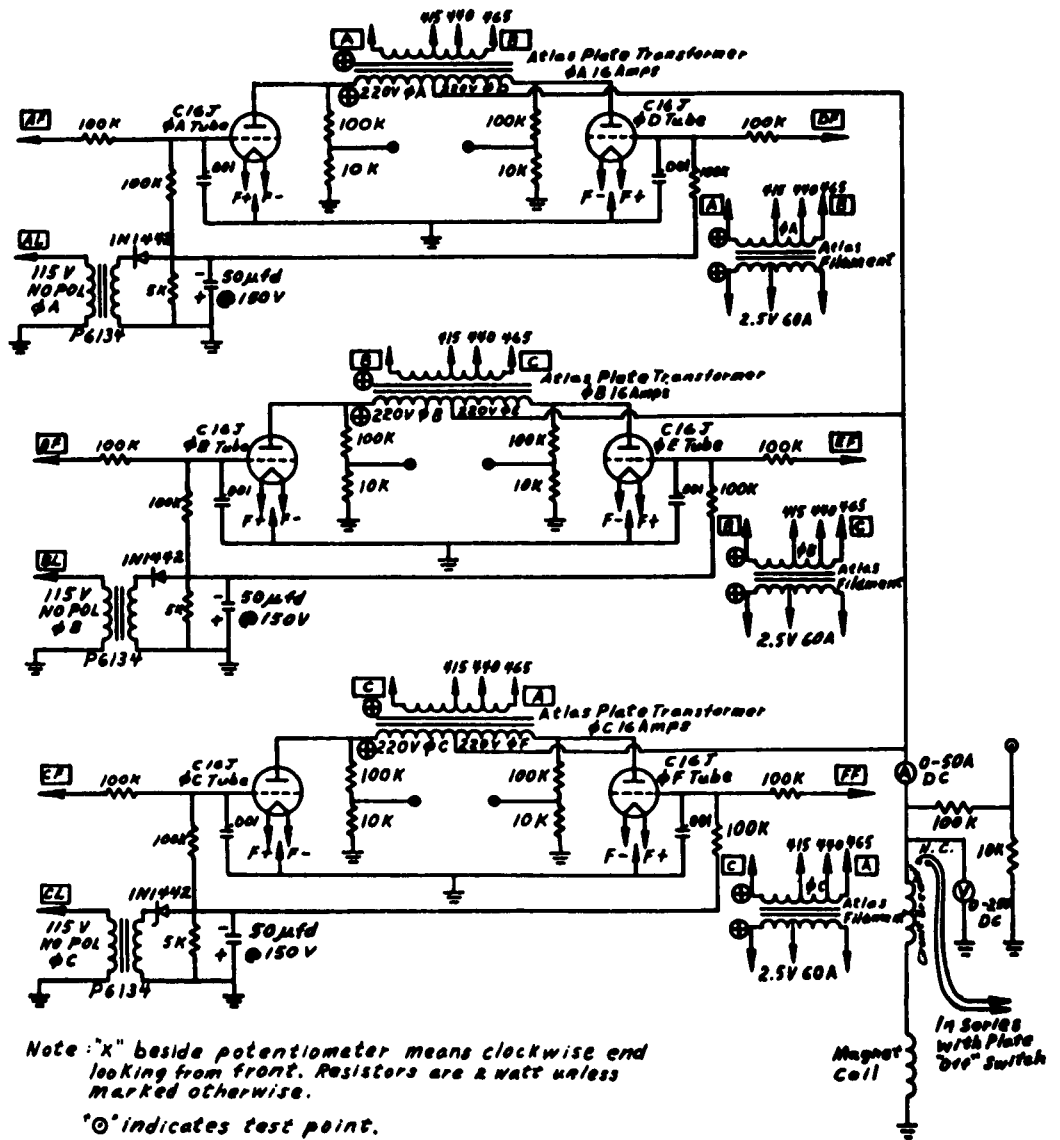 415 440 465
A
B
Atlas Plate Transformer
ϕA 16 Amps
220V ϕA
220V ϕD
C16J
ϕA Tube
C16J
ϕD Tube
AF
100K
100K
100K
100K
DF
.001
10K
10K
.001
100K
100K
F+ F-
F- F+
415 440 465
A
B
ϕA
Atlas
Filament
2.5V 60A
AL
1N1442
115V
NO POL
ϕA
5K
-
+
50μfd
@150V
P6134
415 440 465
B
C
Atlas Plate Transformer
ϕB 16 Amps
220V ϕB
220V ϕE
C16J
ϕB Tube
C16J
ϕE Tube
BF
100K
100K
100K
100K
EF
100K
.001
10K
10K
.001
100K
F+ F-
F- F+
415 440 465
B
C
ϕB
Atlas
Filament
2.5V 60A
BL
1N1442
115V
NO POL
ϕB
5K
-
+
50μfd
@150V
P6134
415 440 465
C
A
Atlas Plate Transformer
ϕC 16 Amps
220V ϕC
220V ϕF
C16J
ϕC Tube
C16J
ϕF Tube
CF
100K
100K
100K
100K
FF
A
0-50A
DC
100K
.001
10K
10K
.001
100K
100K
10K
F+ F-
F- F+
415 440 465
C
A
ϕC
Atlas
Filament
2.5V 60A
N.C.
V
DC
CL
1N1442
115V
NO POL
ϕC
5K
-
+
50μfd
@150V
P6134
In Series
with Plate
"Off" Switch
Magnet
Coil
Note: "X" beside potentiometer means clockwise end
looking from front. Resistors are 2 watt unless
marked otherwise.
"⊙" indicates test point.